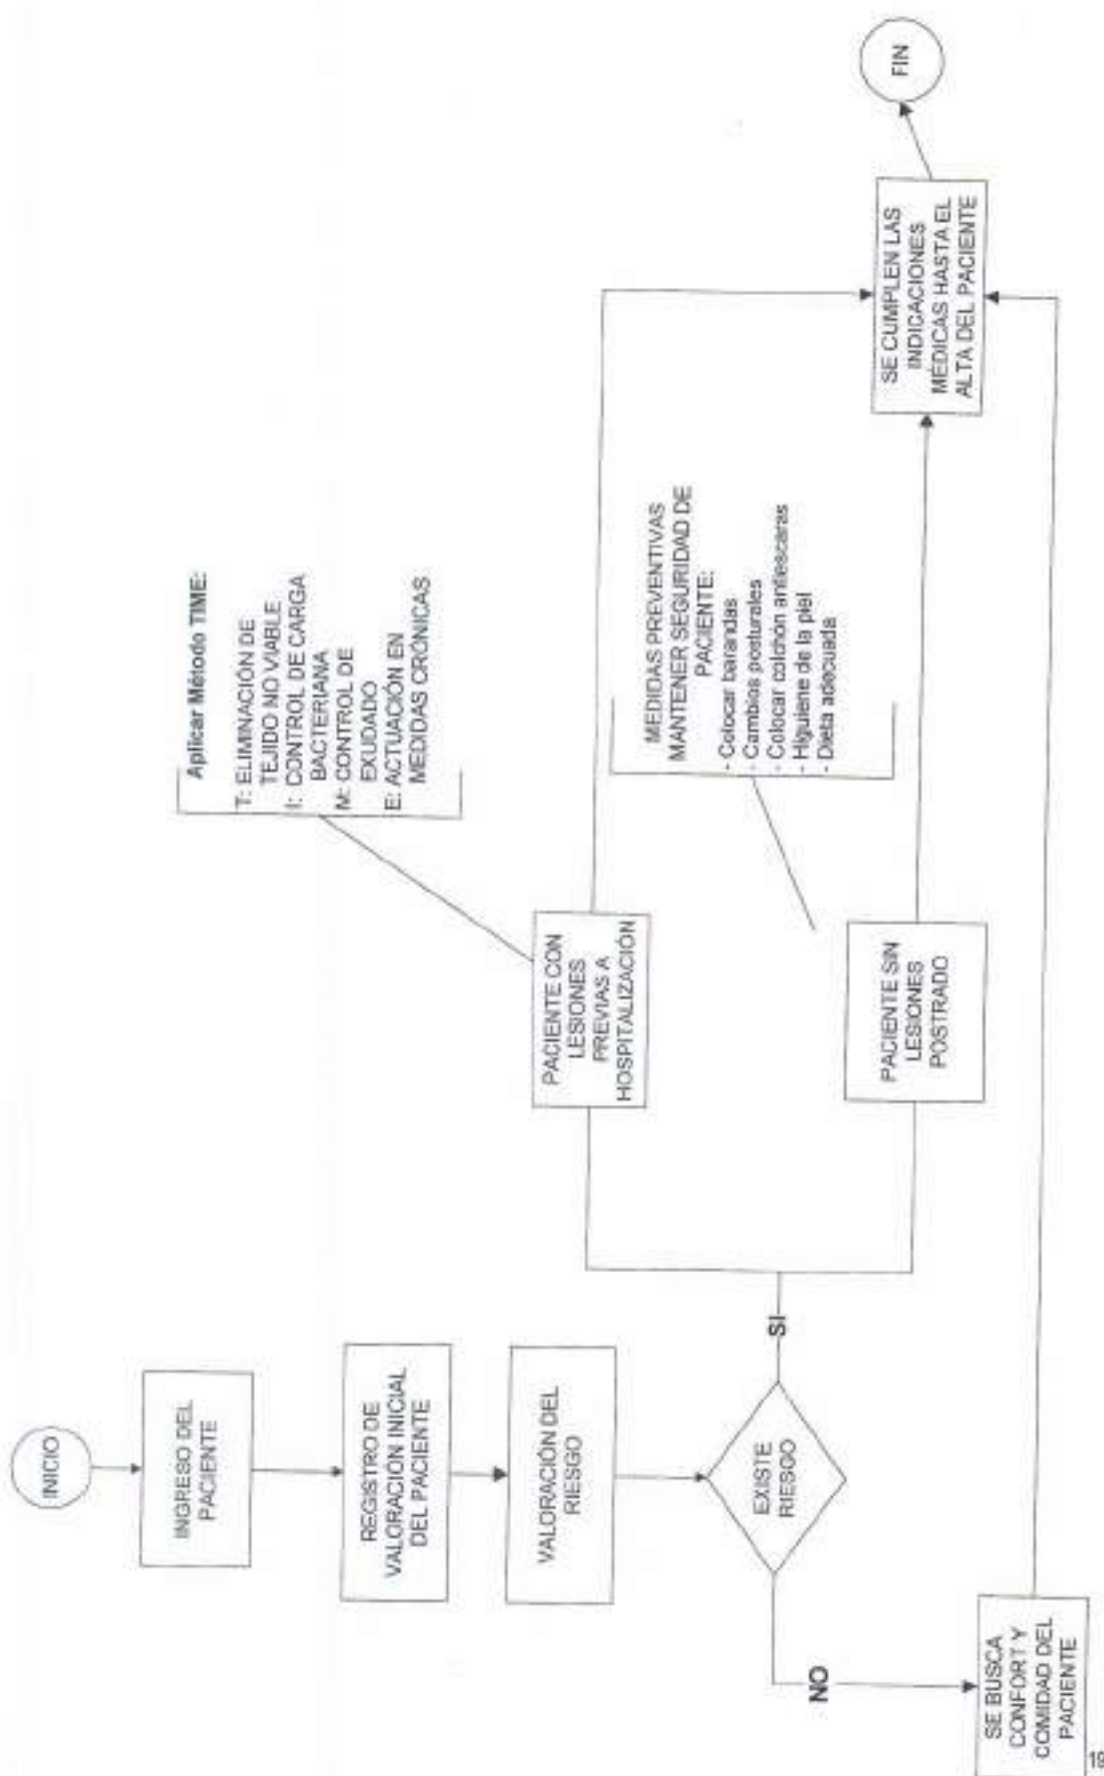 INICIO
INGRESO DEL
PACIENTE
REGISTRO DE
VALORACIÓN INICIAL
DEL PACIENTE
VALORACIÓN DEL
RIESGO
EXISTE
RIESGO
SI
NO
SE BUSCA
CONFORT Y
COMIDAD DEL
PACIENTE
PACIENTE CON
LESIONES
PREVIAS A
HOSPITALIZACIÓN
Aplicar Método TIME:
T: ELIMINACIÓN DE
TEJIDO NO VIABLE
I: CONTROL DE CARGA
BACTERIANA
M: CONTROL DE
EXUDADO
E: ACTUACIÓN EN
MEDIDAS CRÓNICAS
PACIENTE SIN
LESIONES
POSTRADO
MEDIDAS PREVENTIVAS
MANTENER SEGURIDAD DE
PACIENTE:
- Colocar barandas
- Cambios posturales
- Colocar colchón antiescaras
- Higuiene de la piel
- Dieta adecuada
SE CUMPLEN LAS
INDICACIONES
MÉDICAS HASTA EL
ALTA DEL PACIENTE
FIN